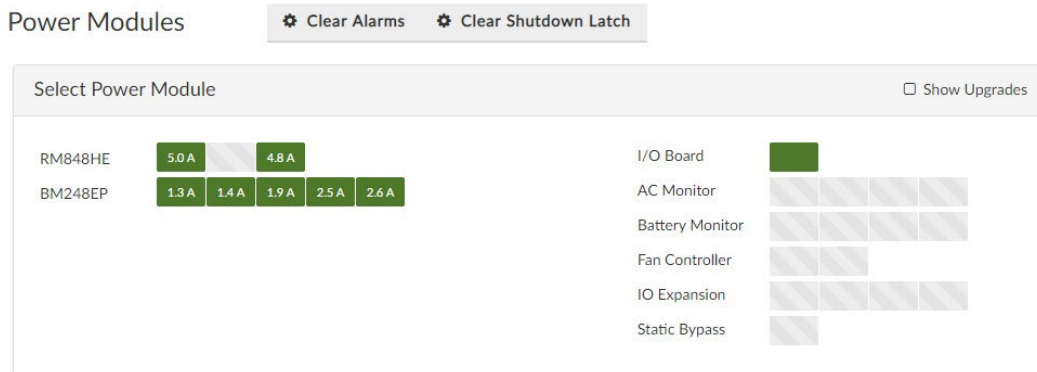 Power Modules
Clear Alarms
Clear Shutdown Latch
Select Power Module
Show Upgrades
RM848HE 5.0 A 4.8 A
BM248EP 1.3 A 1.4 A 1.9 A 2.5 A 2.6 A
I/O Board
AC Monitor
Battery Monitor
Fan Controller
IO Expansion
Static Bypass